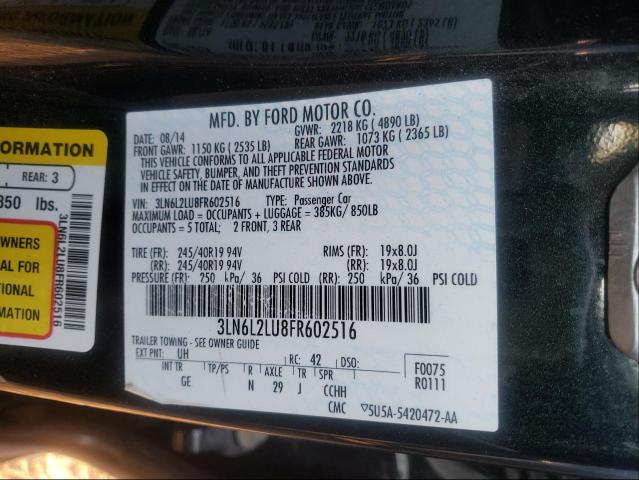 MFD. BY FORD MOTOR CO.
DATE: 08/14 GVWR: 2218 KG ( 4890 LB)
FRONT GAWR: 1150 KG ( 2535 LB) REAR GAWR: 1073 KG ( 2365 LB)
THIS VEHICLE CONFORMS TO ALL APPLICABLE FEDERAL MOTOR
VEHICLE SAFETY, BUMPER, AND THEFT PREVENTION STANDARDS
IN EFFECT ON THE DATE OF MANUFACTURE SHOWN ABOVE.
VIN: 3LN6L2LU8FR602516 TYPE: Passenger Car
MAXIMUM LOAD = OCCUPANTS + LUGGAGE = 385KG/ 850LB
OCCUPANTS = 5 TOTAL; 2 FRONT, 3 REAR
TIRE (FR): 245/40R19 94V RIMS (FR): 19x8.0J
(RR): 245/40R19 94V (RR): 19x8.0J
PRESSURE (FR): 250 kPa/ 36 PSI COLD (RR): 250 kPa/ 36 PSI COLD
3LN6L2LU8FR602516
TRAILER TOWING - SEE OWNER GUIDE
EXT PNT: UH RC: 42 DSO: F0075
INT TR TP/PS R AXLE TR SPR R0111
GE N 29 J CCHH
CMC ▽5U5A-5420472-AA
ORMATION
REAR: 3
850 lbs.
OWNERS
IAL FOR
TIONAL
MATION
3LN6L2LU8FR602516